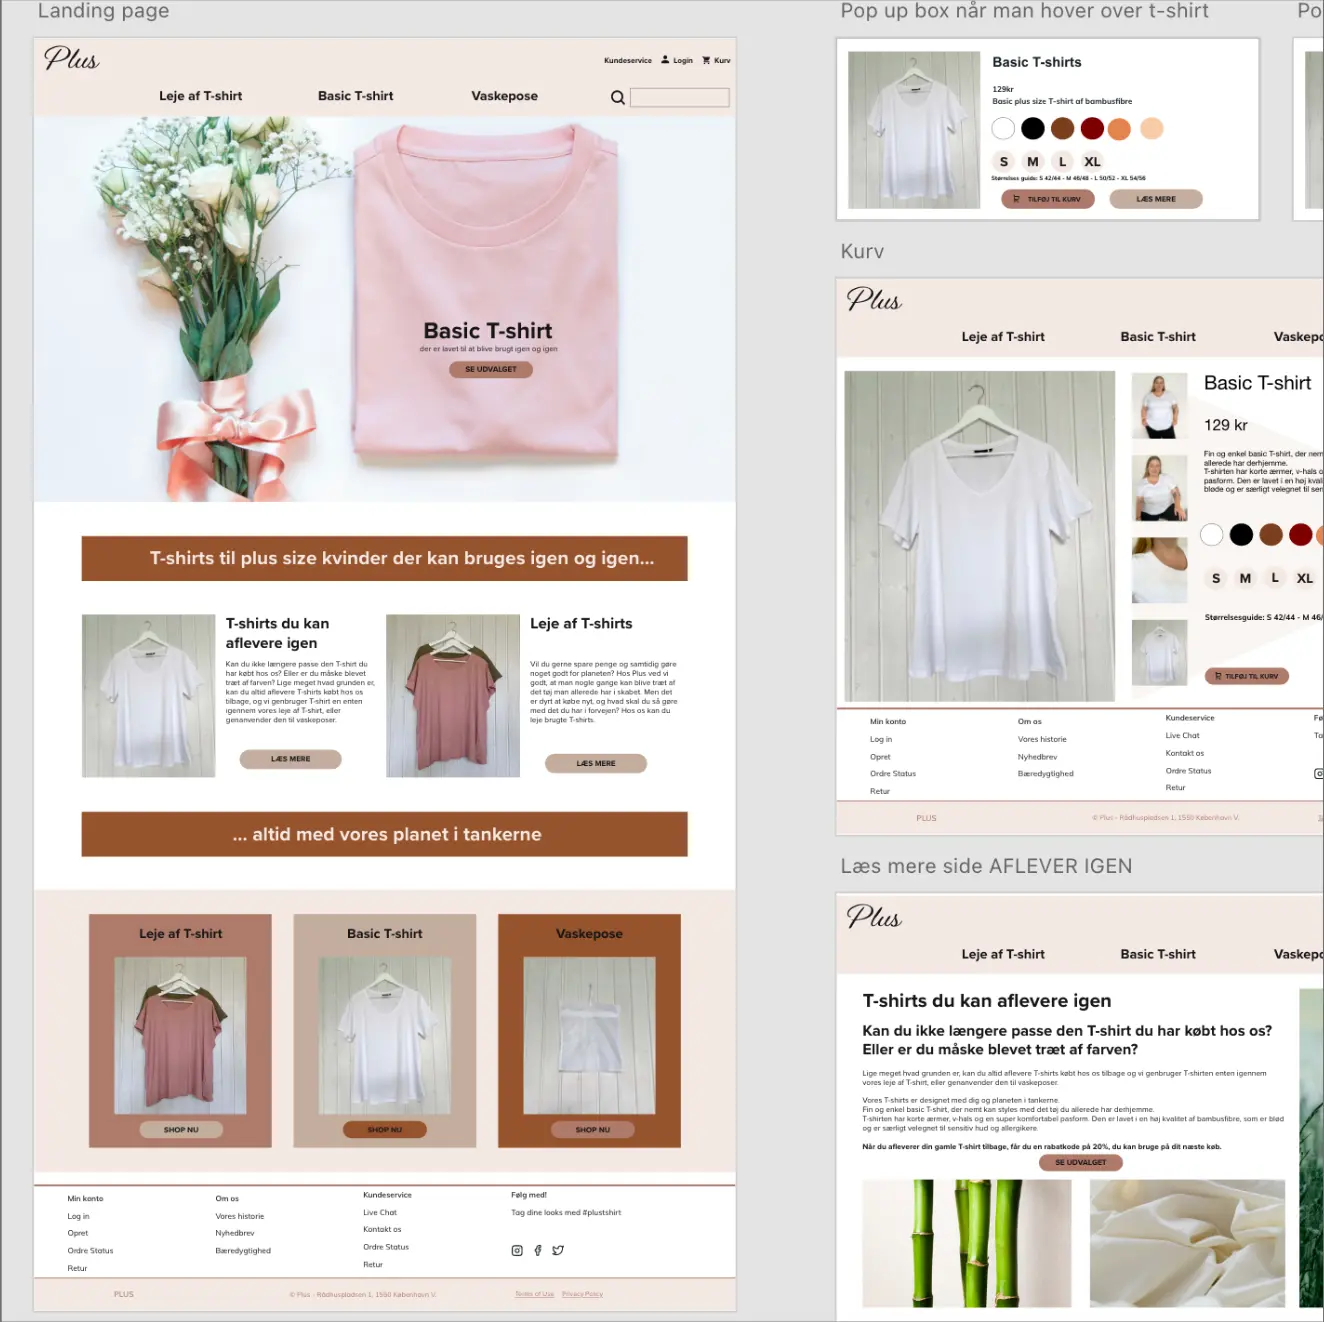 Landing page
Plus
Kundeservice Login Kurv
Leje af T-shirt Basic T-shirt Vaskepose
Basic T-shirt
der er lavet til at blive brugt igen og igen
SE UDVALGET
T-shirts til plus size kvinder der kan bruges igen og igen...
T-shirts du kan
aflevere igen
Kan du ikke længere passe den T-shirt du
har købt hos os? Eller er du måske blevet
træt af farven? Lige meget hvad grunden er,
kan du altid aflevere T-shirts købt hos os
tilbage, og vi genbruger T-shirt en enten
igennem vores leje af T-shirt, eller
genanvender den til vaskeposer.
LÆS MERE
Leje af T-shirts
Vil du gerne spare penge og samtidig gøre
noget godt for planeten? Hos Plus ved vi
godt, at man nogle gange kan blive træt af
det tøj man allerede har i skabet. Men det
er dyrt at købe nyt, og hvad skal du så gøre
med det du har i forvejen? Hos os kan du
leje brugte T-shirts.
LÆS MERE
... altid med vores planet i tankerne
Leje af T-shirt
SHOP NU
Basic T-shirt
SHOP NU
Vaskepose
SHOP NU
Min konto
Log in
Opret
Ordre Status
Retur
Om os
Vores historie
Nyhedbrev
Bæredygtighed
Kundeservice
Live Chat
Kontakt os
Ordre Status
Retur
Følg med!
Tag dine looks med #plustshirt
PLUS
© Plus - Rådhuspladsen 1, 1550 København V.
Terms of Use Privacy Policy
Pop up box når man hover over t-shirt
Po
Basic T-shirts
129kr
Basic plus size T-shirt af bambusfibre
S M L XL
Størrelses guide: S 42/44 - M 46/48 - L 50/52 - XL 54/56
TILFØJ TIL KURV LÆS MERE
Kurv
Plus
Leje af T-shirt Basic T-shirt Vaskepo
Basic T-shirt
129 kr
Fin og enkel basic T-shirt, der nem
allerede har derhjemme.
T-shirten har korte ærmer, v-hals o
pasform. Den er lavet i en høj kval
bløde og er særligt velegnet til sen
S M L XL
Størrelsesguide: S 42/44 - M 46/
TILFØJ TIL KURV
Min konto
Log in
Opret
Ordre Status
Retur
Om os
Vores historie
Nyhedbrev
Bæredygtighed
Kundeservice
Live Chat
Kontakt os
Ordre Status
Retur
Fø
Ta
PLUS
© Plus - Rådhuspladsen 1, 1550 København V.
Læs mere side AFLEVER IGEN
Plus
Leje af T-shirt Basic T-shirt Vaskepo
T-shirts du kan aflevere igen
Kan du ikke længere passe den T-shirt du har købt hos os?
Eller er du måske blevet træt af farven?
Lige meget hvad grunden er, kan du altid aflevere T-shirts købt hos os tilbage og vi genbruger T-shirten enten igennem
vores leje af T-shirt, eller genanvender den til vaskeposer.
Vores T-shirts er designet med dig og planeten i tankerne.
Fin og enkel basic T-shirt, der nemt kan styles med det tøj du allerede har derhjemme.
T-shirten har korte ærmer, v-hals og en super komfortabel pasform. Den er lavet i en høj kvalitet af bambusfibre, som er blød
og er særligt velegnet til sensitiv hud og allergikere.
Når du afleverer din gamle T-shirt tilbage, får du en rabatkode på 20%, du kan bruge på dit næste køb.
SE UDVALGET